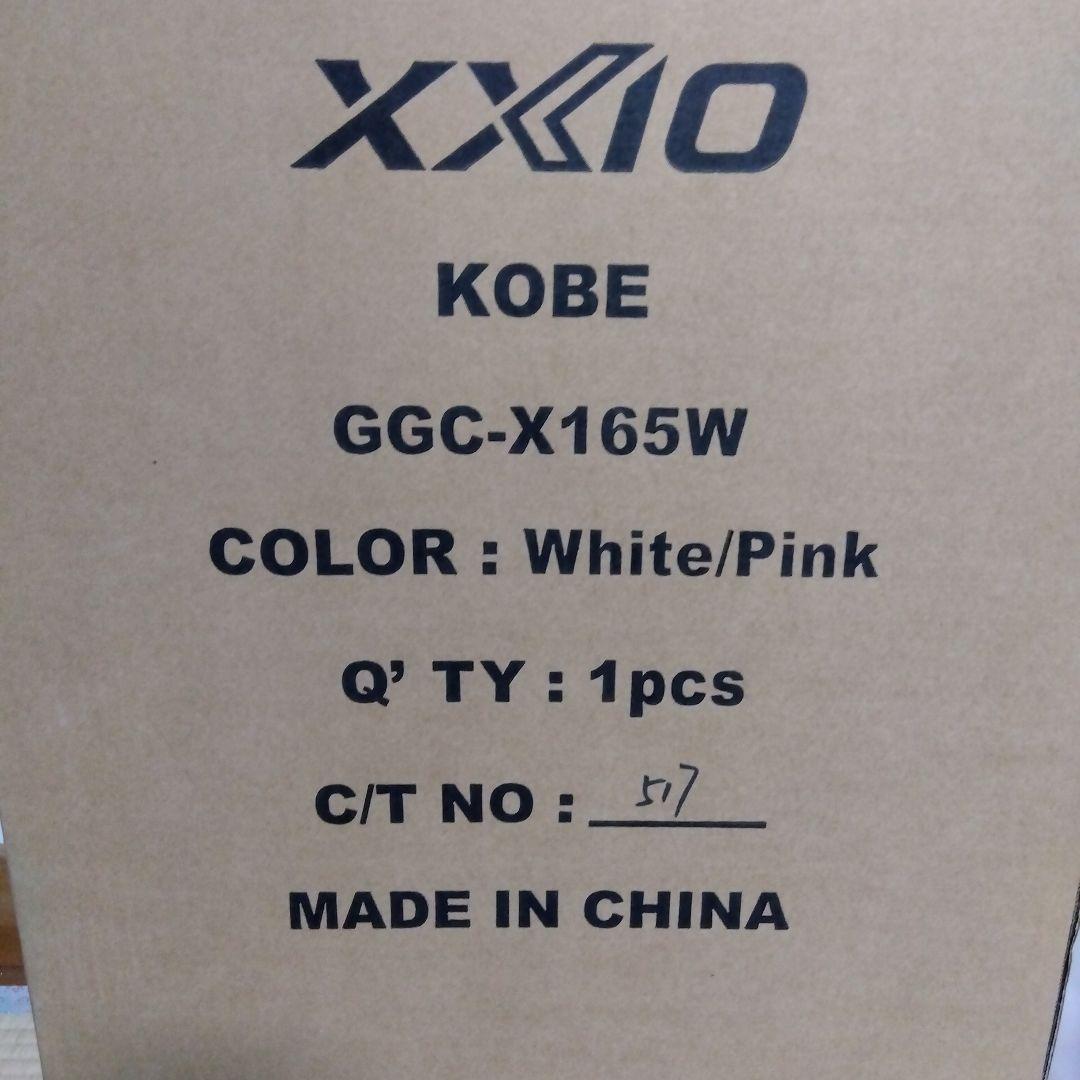 XXIO
KOBE
GGC-X165W
COLOR : White/Pink
Q' TY : 1pcs
C/T NO : 517
MADE IN CHINA